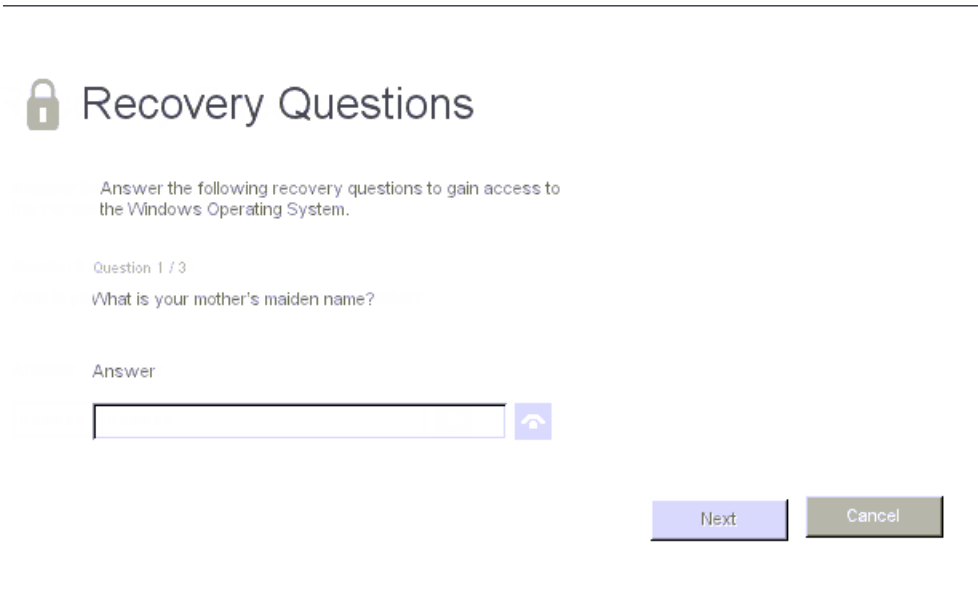 Recovery Questions
Answer the following recovery questions to gain access to
the Windows Operating System.
Question 1 / 3
What is your mother's maiden name?
Answer
Next
Cancel